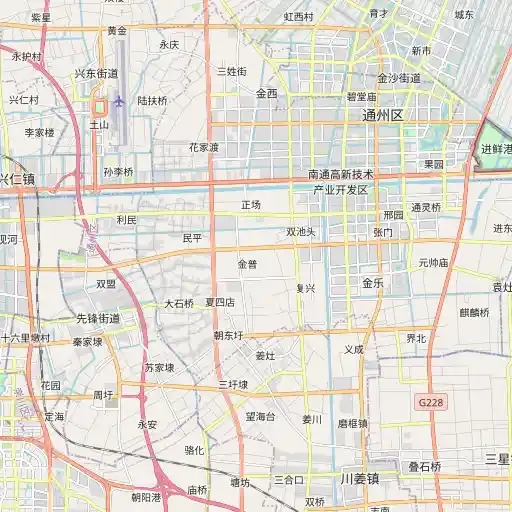 紫星
虹西村
育才
城东
黄金
永护村
永庆
新市
兴东街道
三姓街
金沙街道
兴仁村
陆扶桥
金西
碧堂庙
通州区
李家楼
土山
花家渡
进鲜港
果园
孙李桥
南通高新技术
产业开发区
兴仁镇
正场
通灵桥
利民
邢园
观河
民平
双池头
张门
进东
金普
元帅庙
双盟
复兴
金乐
袁灶
大石桥
夏四店
麒麟桥
先锋街道
十六里墩村
秦家埭
朝东圩
界北
姜灶
义成
苏家埭
花园
三圩埭
周圩
G228
定海
望海台
姜川
磨框镇
永安
骆化
叠石桥
三星
塘坊
三合口
川姜镇
朝阳港
庙桥
双桥